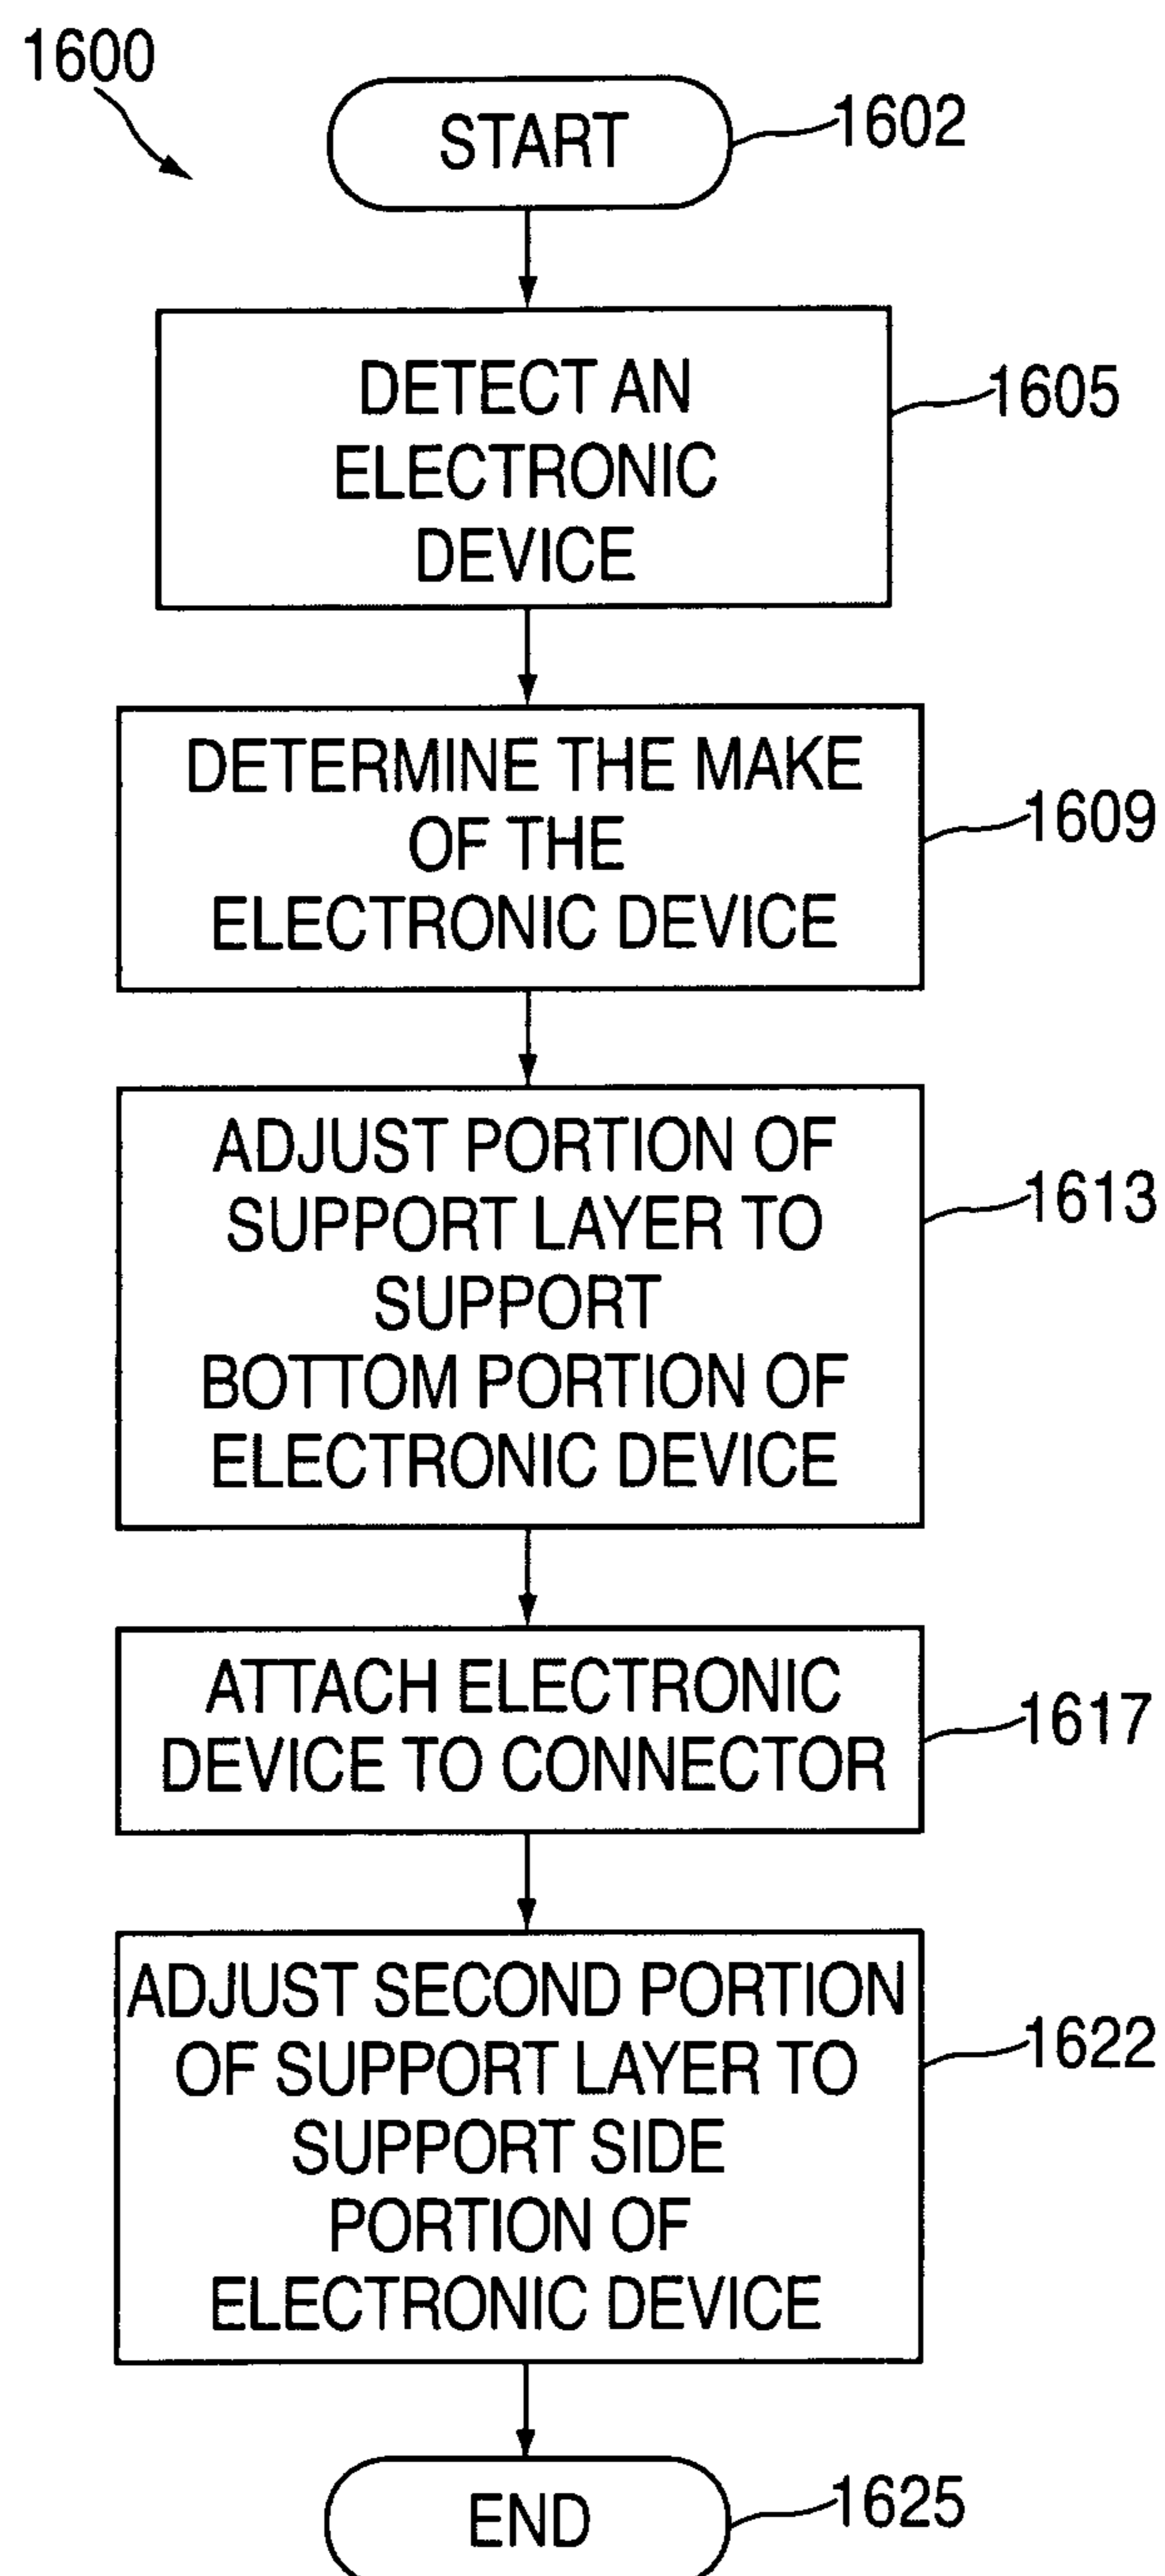 1600
START
1602
DETECT AN
ELECTRONIC
DEVICE
1605
DETERMINE THE MAKE
OF THE
ELECTRONIC DEVICE
1609
ADJUST PORTION OF
SUPPORT LAYER TO
SUPPORT
BOTTOM PORTION OF
ELECTRONIC DEVICE
1613
ATTACH ELECTRONIC
DEVICE TO CONNECTOR
1617
ADJUST SECOND PORTION
OF SUPPORT LAYER TO
SUPPORT SIDE
PORTION OF
ELECTRONIC DEVICE
1622
END
1625